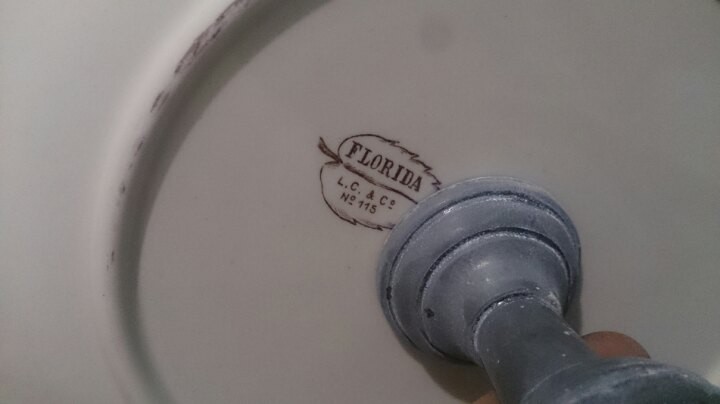 FLORIDA
L.C. & Cº
Nº 115